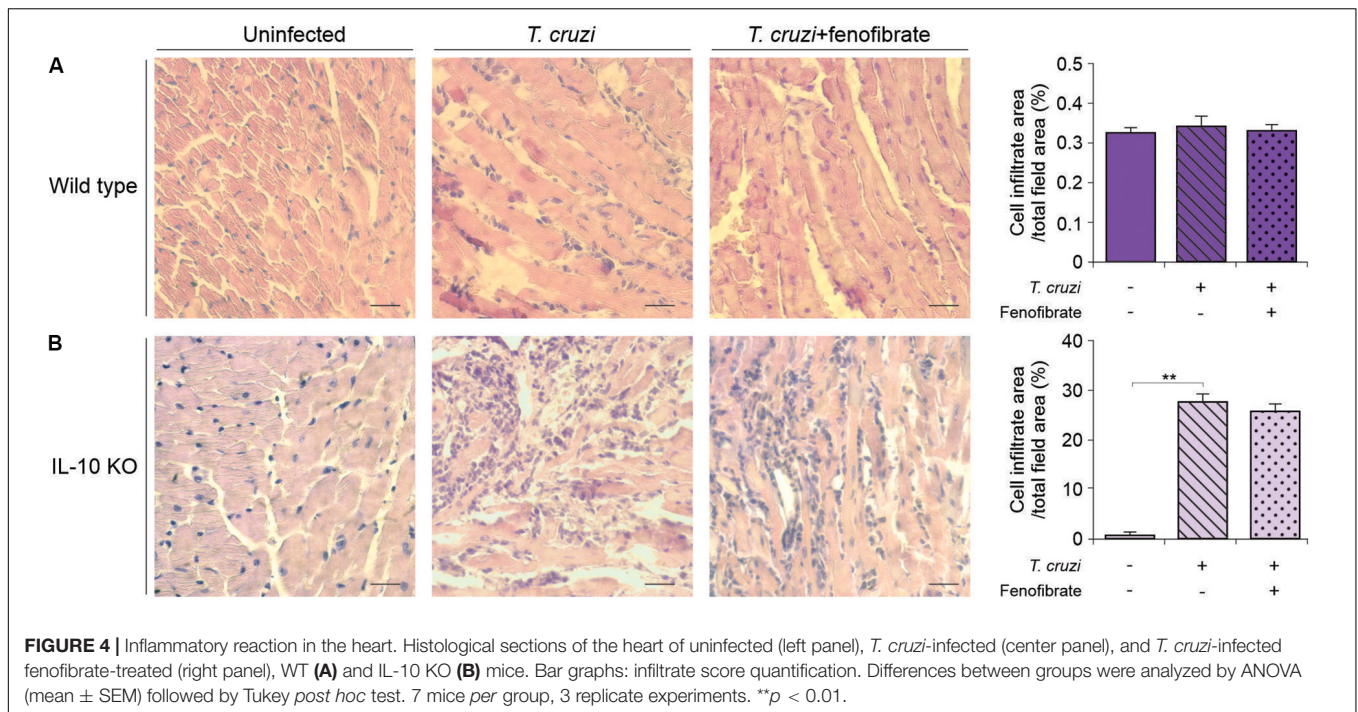 Uninfected
T. cruzi
T. cruzi+fenofibrate
A
Wild type
Cell infiltrate area
/total field area (%)
0.5
0.4
0.3
0.2
0.1
0
T. cruzi - + +
Fenofibrate - - +
B
IL-10 KO
Cell infiltrate area
/total field area (%)
40
30
20
10
0
**
T. cruzi - + +
Fenofibrate - - +
FIGURE 4 | Inflammatory reaction in the heart. Histological sections of the heart of uninfected (left panel), T. cruzi-infected (center panel), and T. cruzi-infected
fenofibrate-treated (right panel), WT (A) and IL-10 KO (B) mice. Bar graphs: infiltrate score quantification. Differences between groups were analyzed by ANOVA
(mean ± SEM) followed by Tukey post hoc test. 7 mice per group, 3 replicate experiments. **p < 0.01.